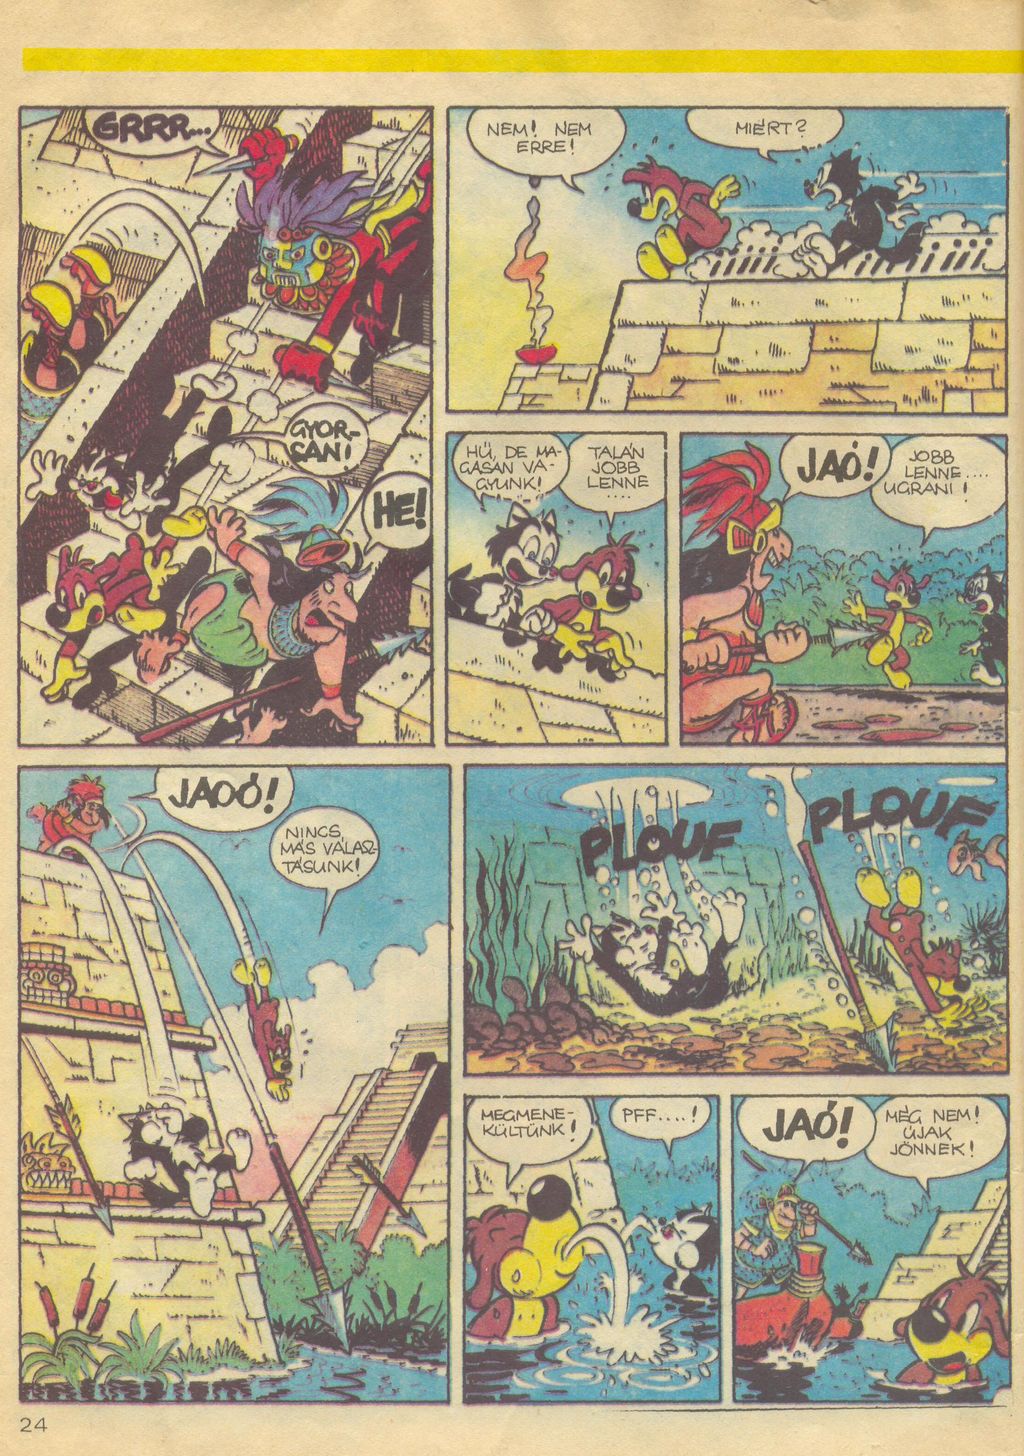 GRRR...
GYOR-
SAN!
HE!
NEM! NEM
ERRE!
MIÉRT?
HŰ, DE MA-
GASAN VA-
GYUNK!
TALÁN
JOBB
LENNE
....
JAÓ!
JOBB
LENNE....
UGRANI!
JAOÓ!
NINCS
MÁS VÁLASZ-
TÁSUNK!
PLOUF
PLOUF
MEGMENE-
KÜLTÜNK!
PFF....!
JAÓ!
MÉG NEM!
ÚJAK
JÖNNEK!
24